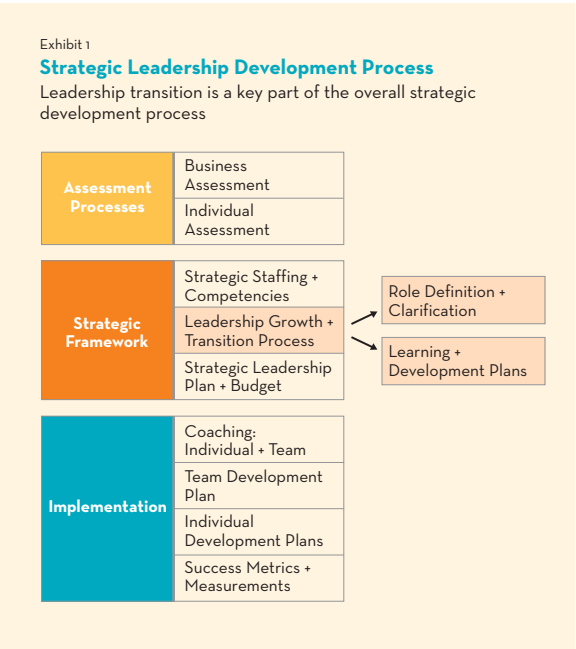 Exhibit 1
Strategic Leadership Development Process
Leadership transition is a key part of the overall strategic
development process
Assessment
Processes
Business
Assessment
Individual
Assessment
Strategic
Framework
Strategic Staffing +
Competencies
Leadership Growth +
Transition Process
Strategic Leadership
Plan + Budget
Role Definition +
Clarification
Learning +
Development Plans
Implementation
Coaching:
Individual + Team
Team Development
Plan
Individual
Development Plans
Success Metrics +
Measurements